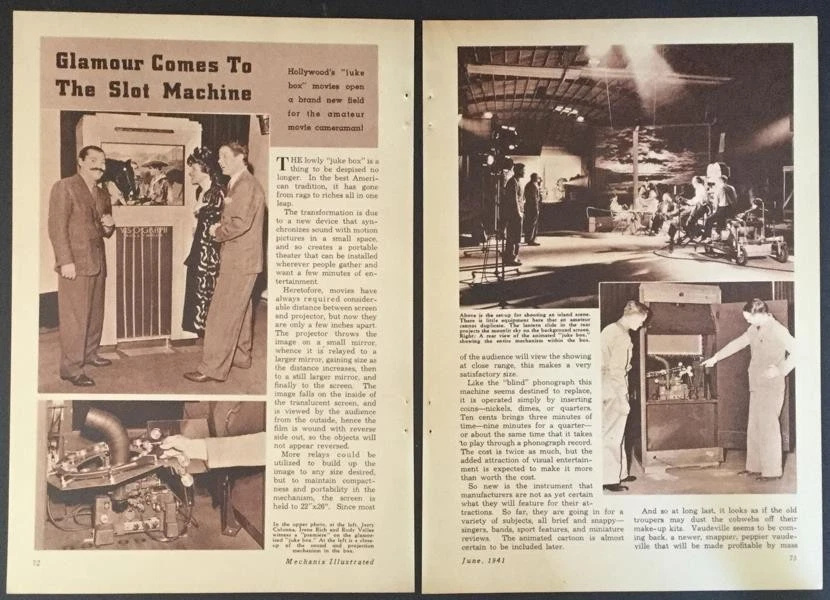 Glamour Comes To
The Slot Machine
Hollywood's "juke
box" movies open
a brand new field
for the amateur
movie cameraman!
VIS-O-GRAPH
THE lowly "juke box" is a
thing to be despised no
longer. In the best Ameri-
can tradition, it has gone
from rags to riches all in one
leap.
The transformation is due
to a new device that syn-
chronizes sound with motion
pictures in a small space,
and so creates a portable
theater that can be installed
wherever people gather and
want a few minutes of en-
tertainment.
Heretofore, movies have
always required consider-
able distance between screen
and projector, but now they
are only a few inches apart.
The projector throws the
image on a small mirror,
whence it is relayed to a
larger mirror, gaining size as
the distance increases, then
to a still larger mirror, and
finally to the screen. The
image falls on the inside of
the translucent screen, and
is viewed by the audience
from the outside, hence the
film is wound with reverse
side out, so the objects will
not appear reversed.
More relays could be
utilized to build up the
image to any size desired,
but to maintain compact-
ness and portability in the
mechanism, the screen is
held to 22"x26". Since most
In the upper photo, at the left, Jerry
Colonna, Irene Rich and Rudy Vallee
witness a "premiere" on the glamor-
ized "juke box." At the left is a close-
up of the sound and projection
mechanism in the box.
72
Mechanix Illustrated
Above is the set-up for shooting an island scene.
There is little equipment here that an amateur
cannot duplicate. The lantern slide in the rear
projects the moonlit sky on the background screen.
Right: A rear view of the animated "juke box,"
showing the entire mechanism within the box.
of the audience will view the showing
at close range, this makes a very
satisfactory size.
Like the "blind" phonograph this
machine seems destined to replace,
it is operated simply by inserting
coins—nickels, dimes, or quarters.
Ten cents brings three minutes of
time—nine minutes for a quarter—
or about the same time that it takes
to play through a phonograph record.
The cost is twice as much, but the
added attraction of visual entertain-
ment is expected to make it more
than worth the cost.
So new is the instrument that
manufacturers are not as yet certain
what they will feature for their at-
tractions. So far, they are going in for a
variety of subjects, all brief and snappy—
singers, bands, sport features, and miniature
reviews. The animated cartoon is almost
certain to be included later.
And so at long last, it looks as if the old
troupers may dust the cobwebs off their
make-up kits. Vaudeville seems to be com-
ing back, a newer, snappier, peppier vaude-
ville that will be made profitable by mass
June, 1941
73